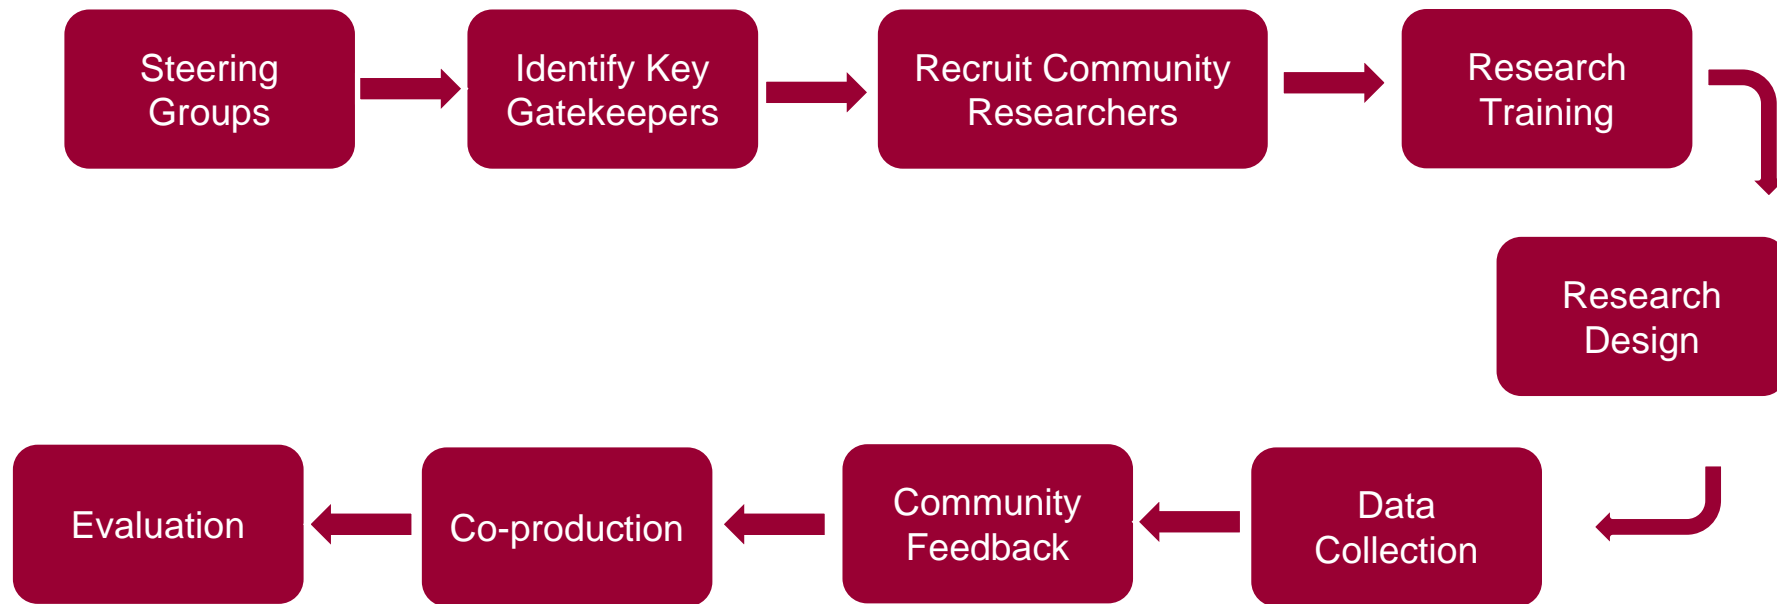 Steering
Groups
Identify Key
Gatekeepers
Recruit Community
Researchers
Research
Training
Research
Design
Data
Collection
Community
Feedback
Co-production
Evaluation